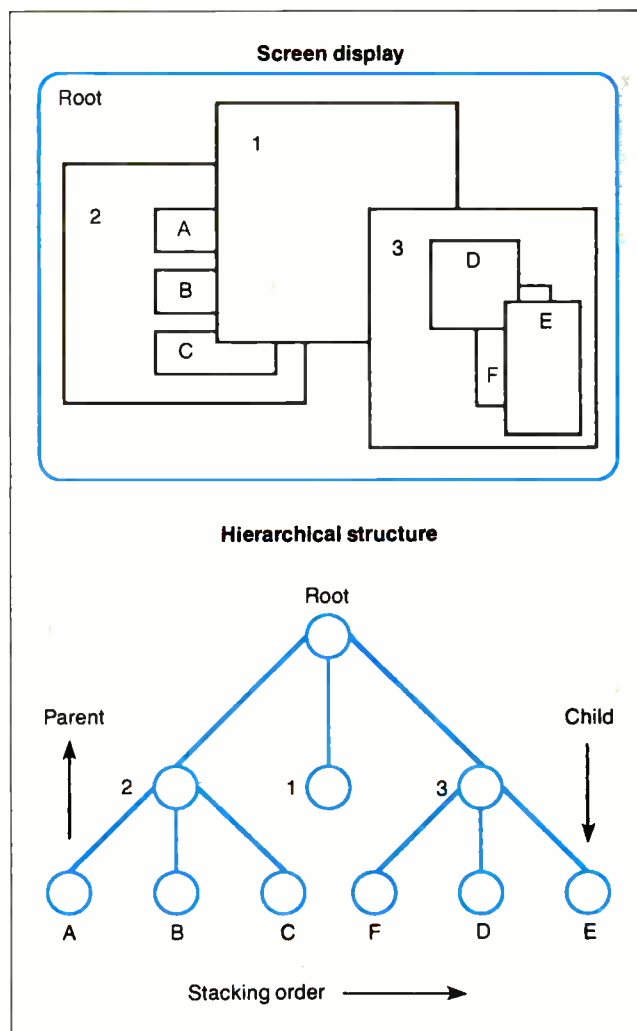 Screen display
Root
1
2
A
3
D
B
E
C
F
Hierarchical structure
Root
Parent
Child
2
1
3
A B C F D E
Stacking order